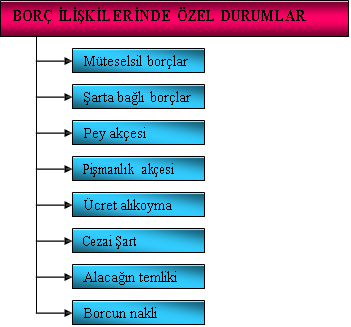 BORÇ İLİŞKİLERİNDE ÖZEL DURUMLAR
Müteselsil borçlar
Şarta bağlı borçlar
Pey akçesi
Pişmanlık akçesi
Ücret alıkoyma
Cezai Şart
Alacağın temliki
Borcun nakli